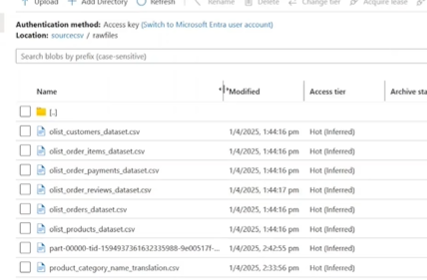 Upload Add Directory Refresh Rename Delete Change tier Acquire lease
Authentication method: Access key (Switch to Microsoft Entra user account)
Location: sourcecsv / rawfiles
Search blobs by prefix (case-sensitive)
Name Modified Access tier Archive sta
[..]
olist_customers_dataset.csv 1/4/2025, 1:44:16 pm Hot (Inferred)
olist_order_items_dataset.csv 1/4/2025, 1:44:16 pm Hot (Inferred)
olist_order_payments_dataset.csv 1/4/2025, 1:44:16 pm Hot (Inferred)
olist_order_reviews_dataset.csv 1/4/2025, 1:44:17 pm Hot (Inferred)
olist_orders_dataset.csv 1/4/2025, 1:44:16 pm Hot (Inferred)
olist_products_dataset.csv 1/4/2025, 1:44:16 pm Hot (Inferred)
part-00000-tid-1594937361632335988-9e00517f-... 1/4/2025, 2:42:55 pm Hot (Inferred)
product_category_name_translation.csv 1/4/2025, 2:33:56 pm Hot (Inferred)